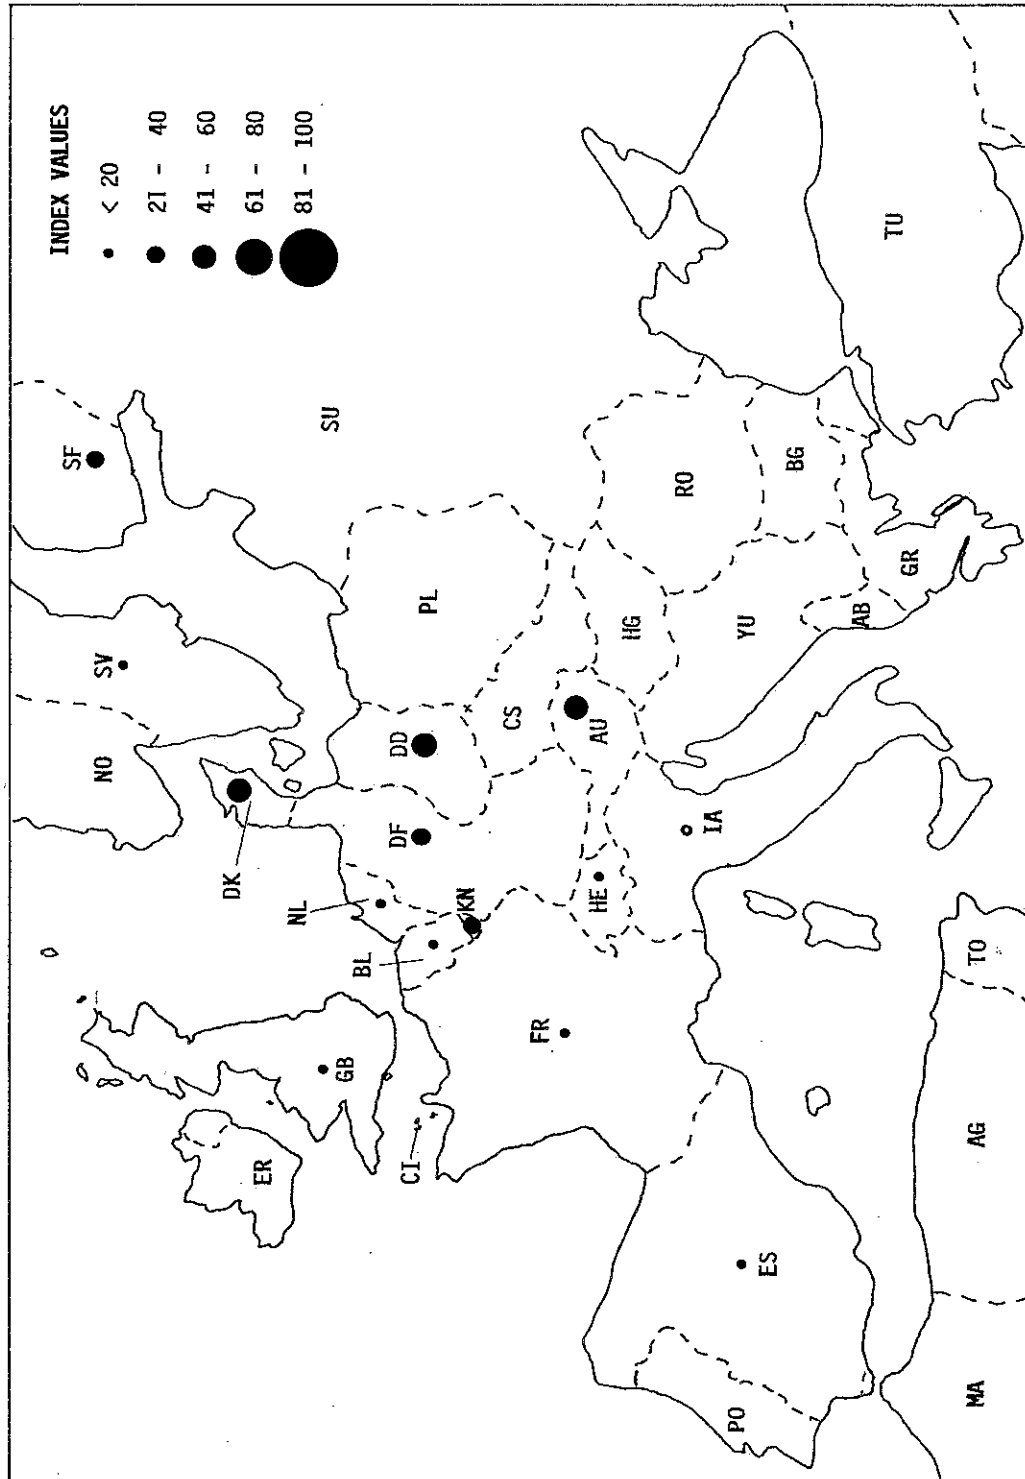 INDEX VALUES
< 20
21 - 40
41 - 60
61 - 80
81 - 100
NO
SV
SF
SU
DK
NL
BL
KN
DF
DD
PL
CS
AU
HG
RO
BG
YU
AB
GR
TU
HE
IA
FR
GB
ER
CI
ES
PO
MA
AG
TO